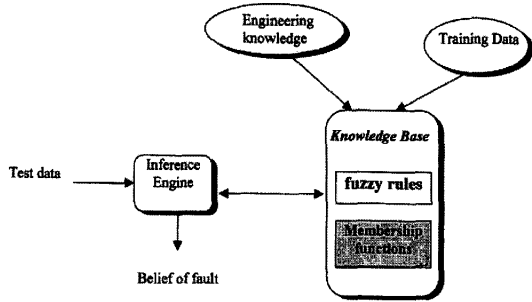 Engineering
knowledge
Training Data
Knowledge Base
Inference
Engine
Test data
fuzzy rules
Membership
functions
Belief of fault